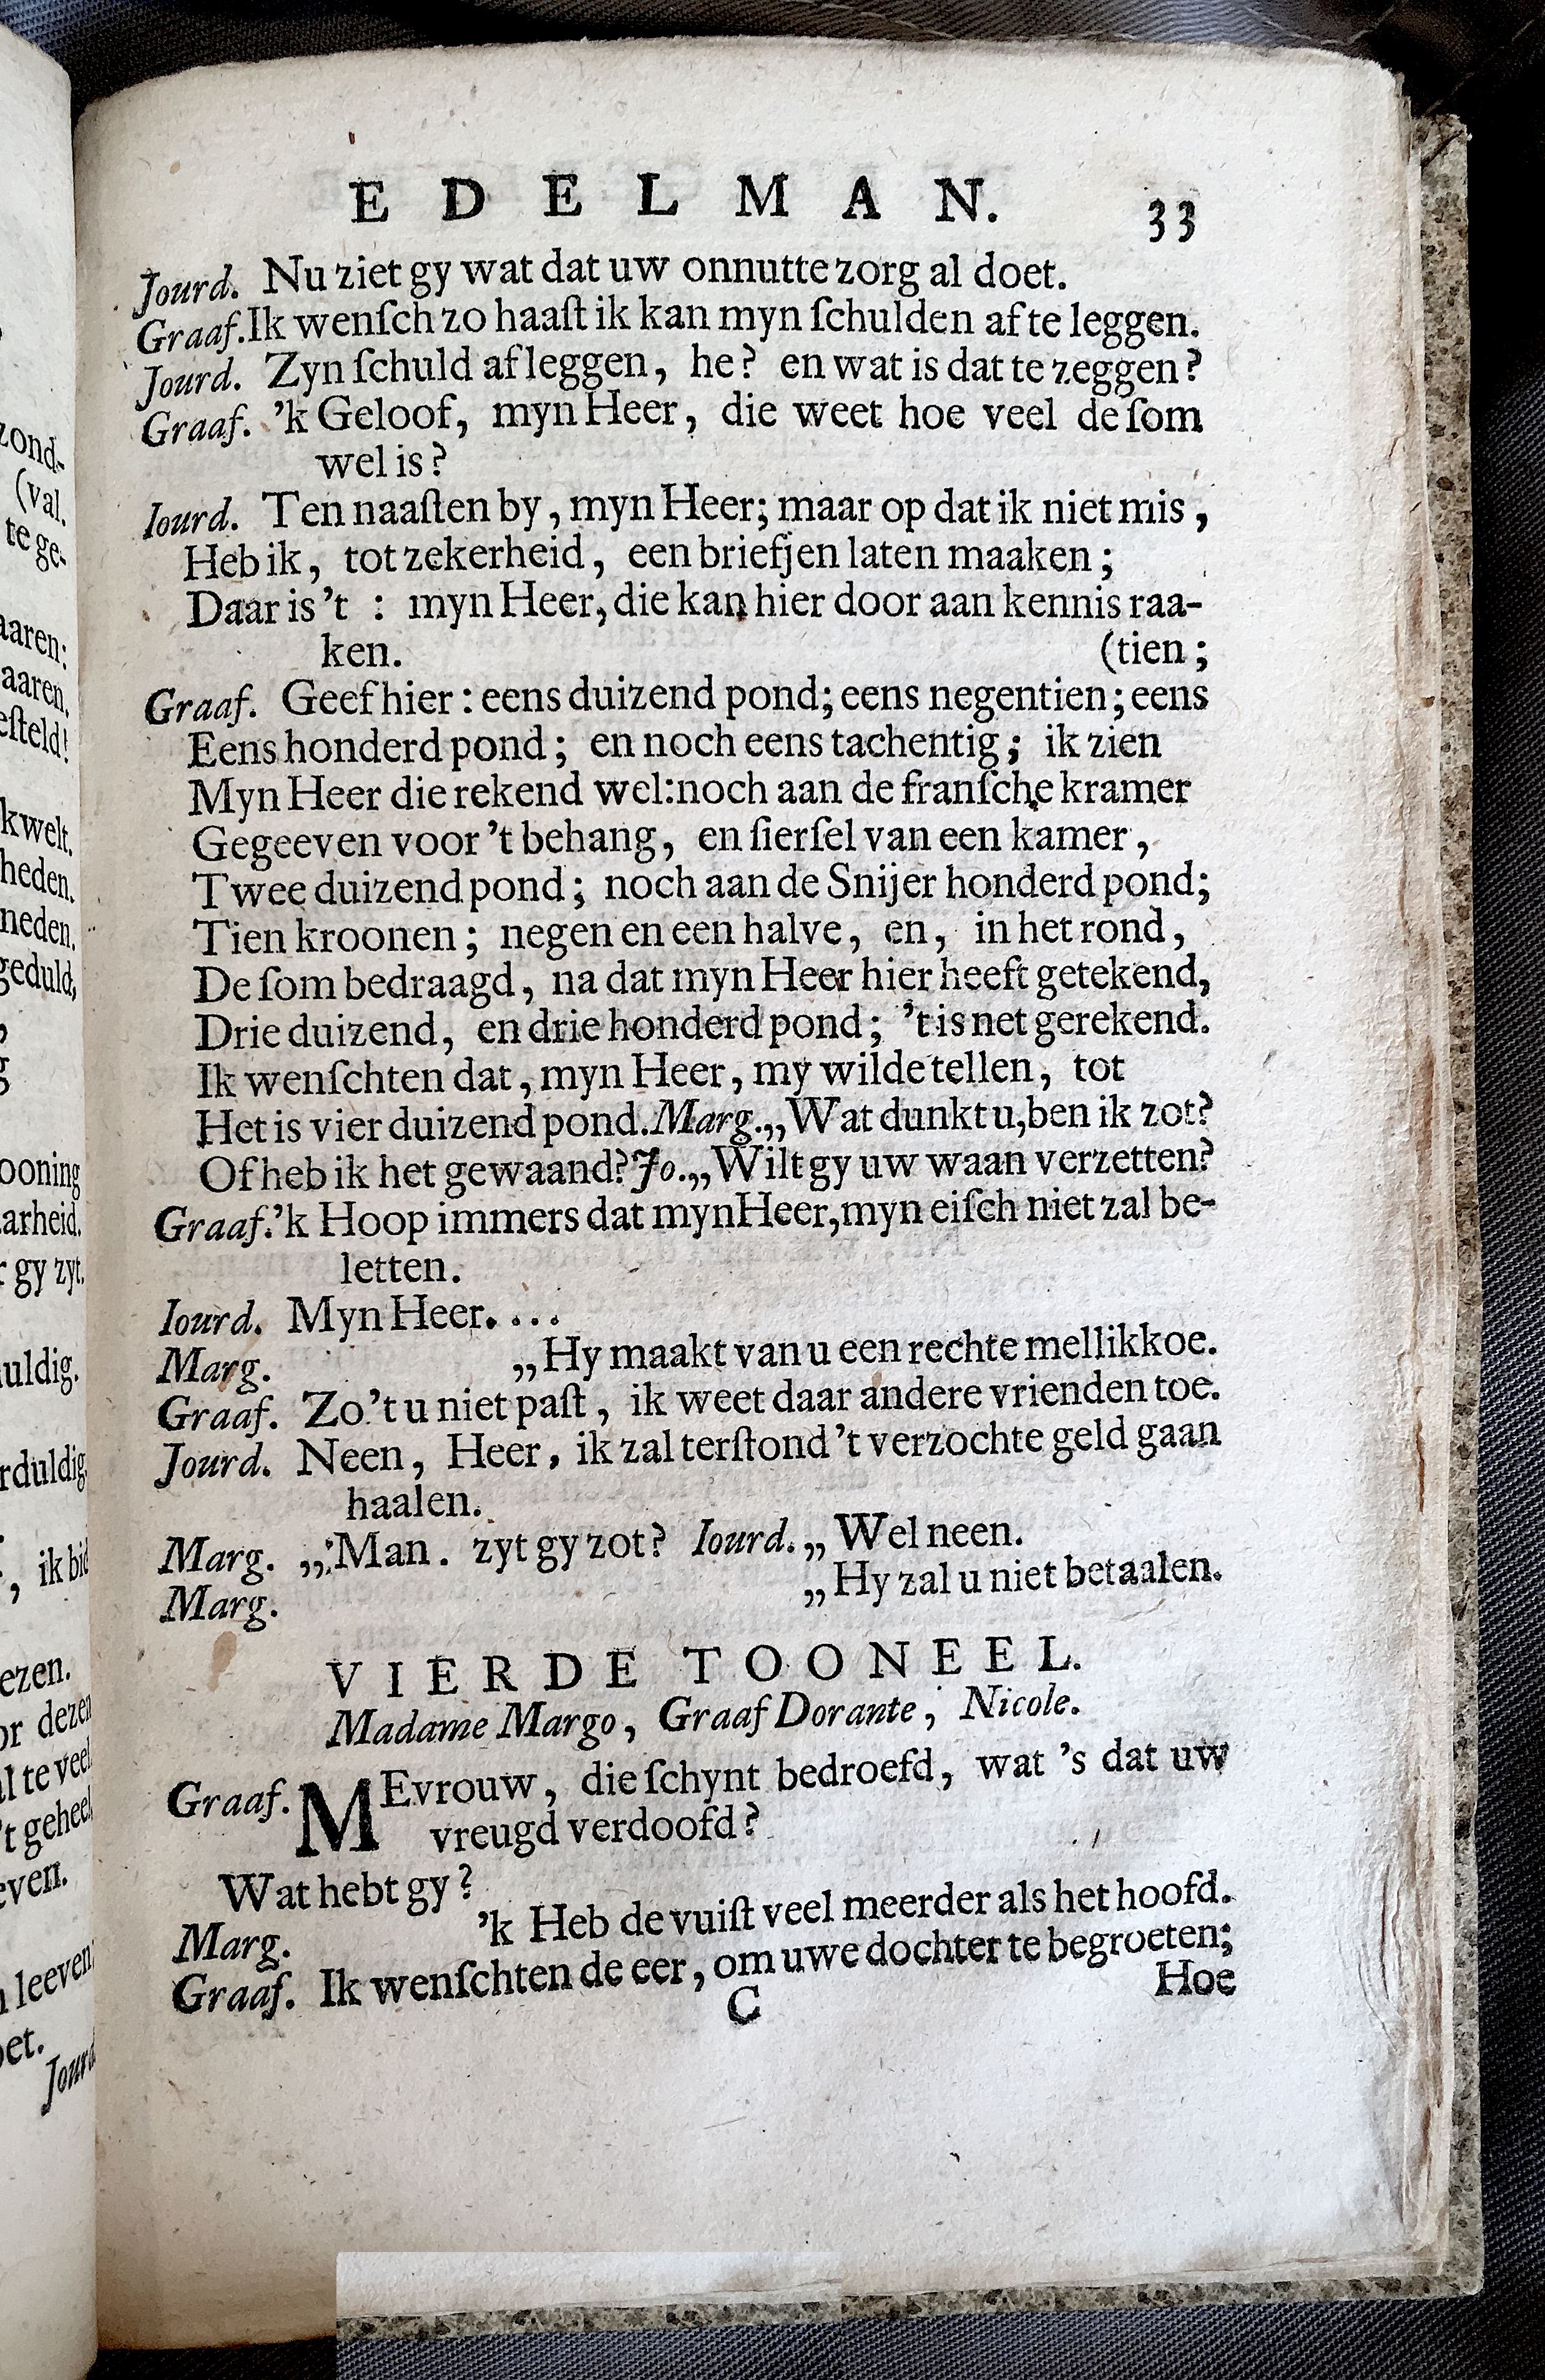 E D E L M A N. 33
Jourd. Nu ziet gy wat dat uw onnutte zorg al doet.
Graaf. Ik wenſch zo haaſt ik kan myn ſchulden af te leggen.
Jourd. Zyn ſchuld af leggen, he? en wat is dat te zeggen?
Graaf. 'k Geloof, myn Heer, die weet hoe veel de ſom
wel is?
Iourd. Ten naaſten by, myn Heer; maar op dat ik niet mis,
Heb ik, tot zekerheid, een briefjen laten maaken;
Daar is 't : myn Heer, die kan hier door aan kennis raa-
ken. (tien;
Graaf. Geef hier: eens duizend pond; eens negentien; eens
Eens honderd pond; en noch eens tachentig; ik zien
Myn Heer die rekend wel: noch aan de franſche kramer
Gegeeven voor 't behang, en ſierſel van een kamer,
Twee duizend pond; noch aan de Snijer honderd pond;
Tien kroonen; negen en een halve, en, in het rond,
De ſom bedraagd, na dat myn Heer hier heeft getekend,
Drie duizend, en drie honderd pond; 't is net gerekend.
Ik wenſchten dat, myn Heer, my wilde tellen, tot
Het is vier duizend pond. Marg. „Wat dunkt u, ben ik zot?
Of heb ik het gewaand? Jo. „Wilt gy uw waan verzetten?
Graaf. 'k Hoop immers dat myn Heer, myn eiſch niet zal be-
letten.
Iourd. Myn Heer. ...
Marg. „Hy maakt van u een rechte mellikkoe.
Graaf. Zo 't u niet paſt, ik weet daar andere vrienden toe.
Jourd. Neen, Heer, ik zal terſtond 't verzochte geld gaan
haalen.
Marg. „Man. zyt gy zot? Iourd. „Wel neen.
Marg. „Hy zal u niet betaalen.
VIERDE TOONEEL.
Madame Margo, Graaf Dorante, Nicole.
Graaf. MEvrouw, die ſchynt bedroefd, wat 's dat uw
vreugd verdoofd?
Wat hebt gy?
Marg. 'k Heb de vuiſt veel meerder als het hoofd.
Graaf. Ik wenſchten de eer, om uwe dochter te begroeten;
C Hoe